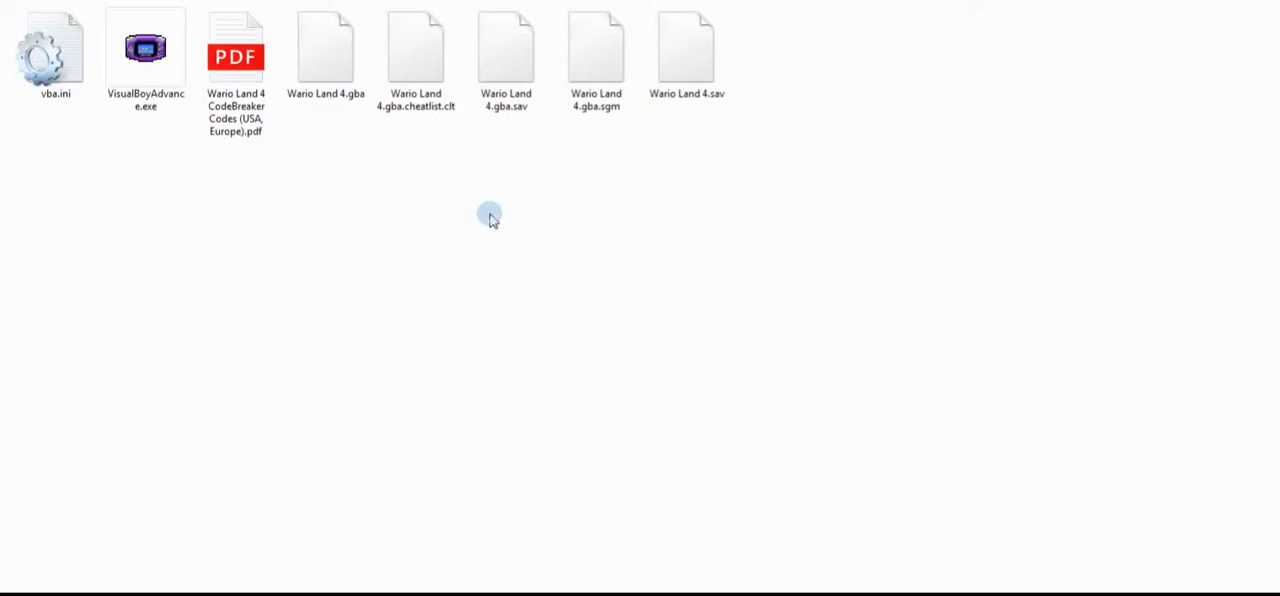 vba.ini
VisualBoyAdvanc
e.exe
PDF
Wario Land 4
CodeBreaker
Codes (USA,
Europe).pdf
Wario Land 4.gba
Wario Land
4.gba.cheatlist.clt
Wario Land
4.gba.sav
Wario Land
4.gba.sgm
Wario Land 4.sav